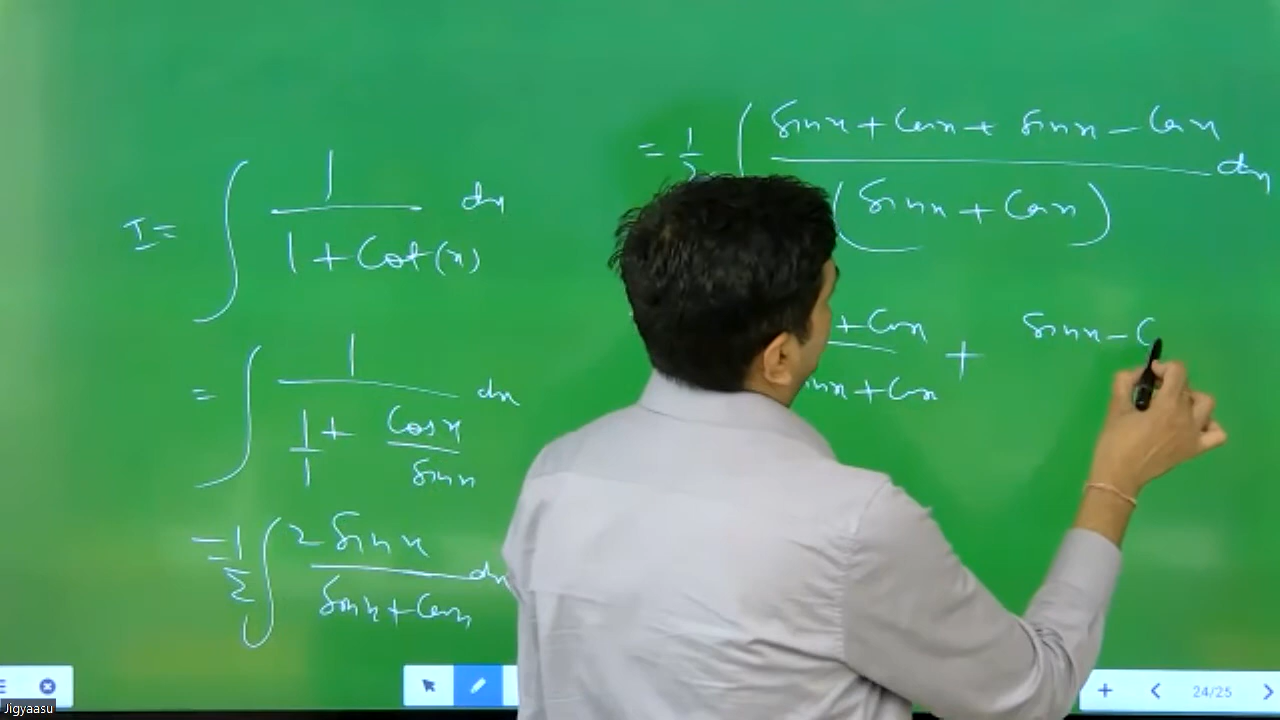 I = ∫ 1 / (1 + Cot(x)) dx
= ∫ 1 / (1/1 + Cosx/Sinx) dx
= 1/2 ∫ 2 Sinx / (Sinx + Cosx) dx
= 1/2 ∫ (Sinx + Cosx + Sinx - Cosx) / (Sinx + Cosx) dx
+ Cosx / inx + Cosx + Sinx - C
24/25
Jigyaasu